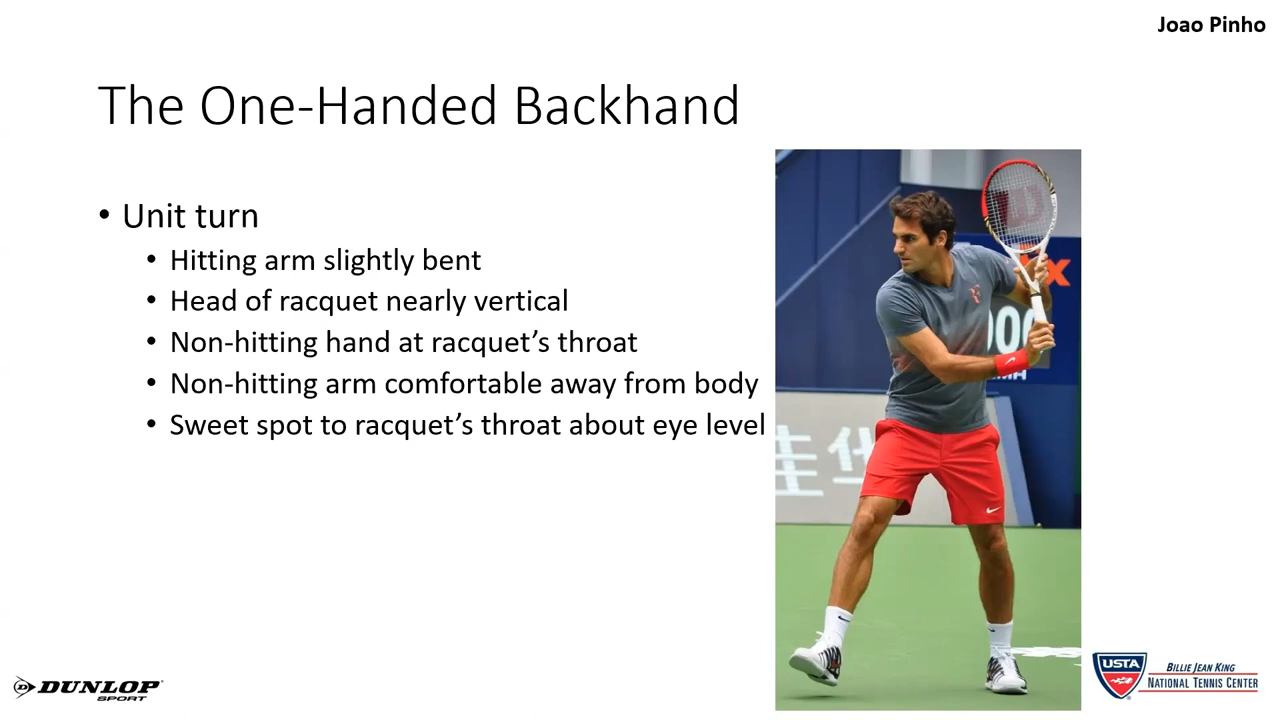 Joao Pinho
The One-Handed Backhand
• Unit turn
• Hitting arm slightly bent
• Head of racquet nearly vertical
• Non-hitting hand at racquet’s throat
• Non-hitting arm comfortable away from body
• Sweet spot to racquet’s throat about eye level
DUNLOP
SPORT
USTA
BILLIE JEAN KING
NATIONAL TENNIS CENTER